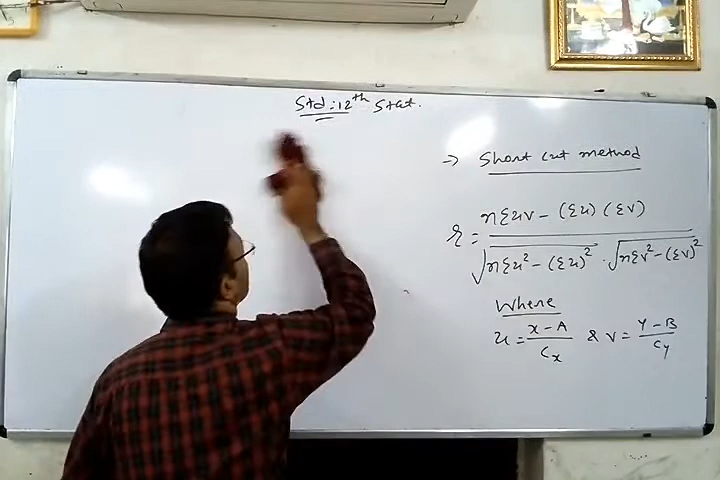 Std : 12th Stat.
→ Short cut method
r = nΣuv - (Σu) (Σv) / √nΣu² - (Σu)² · √nΣv² - (Σv)²
Where
u = x - A / Cx & v = Y - B / Cy